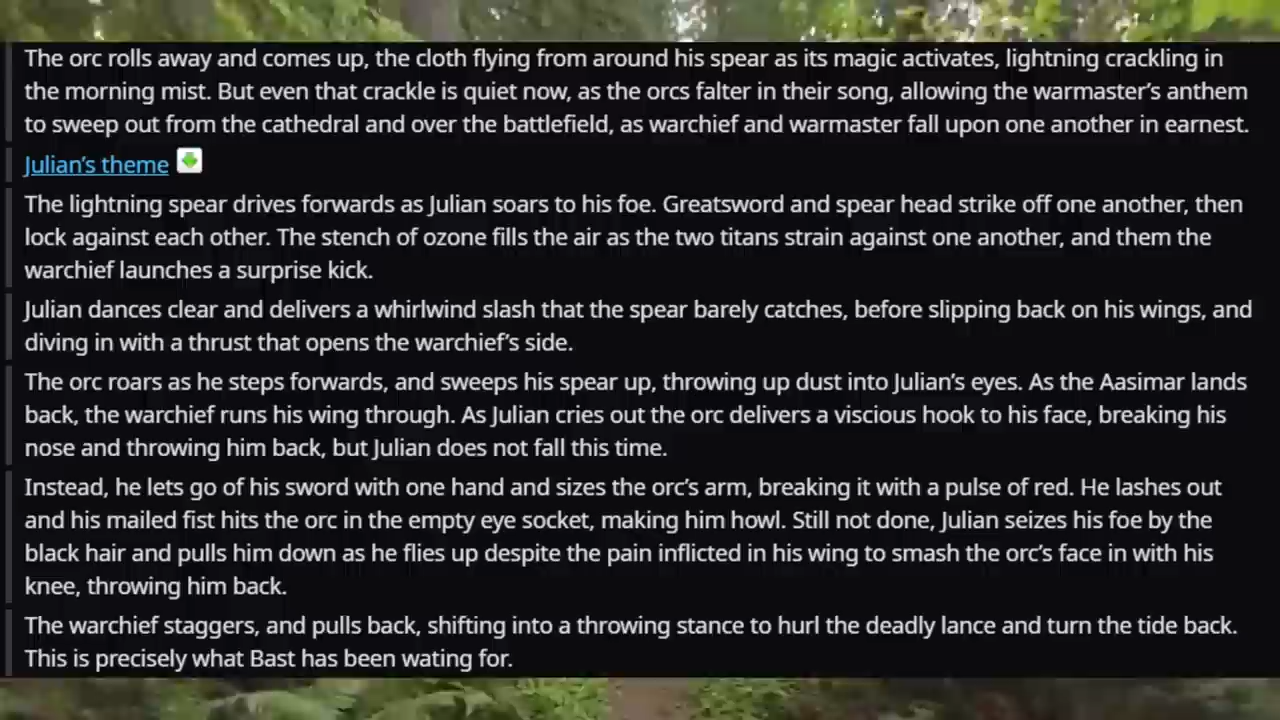 The orc rolls away and comes up, the cloth flying from around his spear as its magic activates, lightning crackling in
the morning mist. But even that crackle is quiet now, as the orcs falter in their song, allowing the warmaster’s anthem
to sweep out from the cathedral and over the battlefield, as warchief and warmaster fall upon one another in earnest.
Julian’s theme
The lightning spear drives forwards as Julian soars to his foe. Greatsword and spear head strike off one another, then
lock against each other. The stench of ozone fills the air as the two titans strain against one another, and them the
warchief launches a surprise kick.
Julian dances clear and delivers a whirlwind slash that the spear barely catches, before slipping back on his wings, and
diving in with a thrust that opens the warchief’s side.
The orc roars as he steps forwards, and sweeps his spear up, throwing up dust into Julian’s eyes. As the Aasimar lands
back, the warchief runs his wing through. As Julian cries out the orc delivers a viscious hook to his face, breaking his
nose and throwing him back, but Julian does not fall this time.
Instead, he lets go of his sword with one hand and sizes the orc’s arm, breaking it with a pulse of red. He lashes out
and his mailed fist hits the orc in the empty eye socket, making him howl. Still not done, Julian seizes his foe by the
black hair and pulls him down as he flies up despite the pain inflicted in his wing to smash the orc’s face in with his
knee, throwing him back.
The warchief staggers, and pulls back, shifting into a throwing stance to hurl the deadly lance and turn the tide back.
This is precisely what Bast has been wating for.